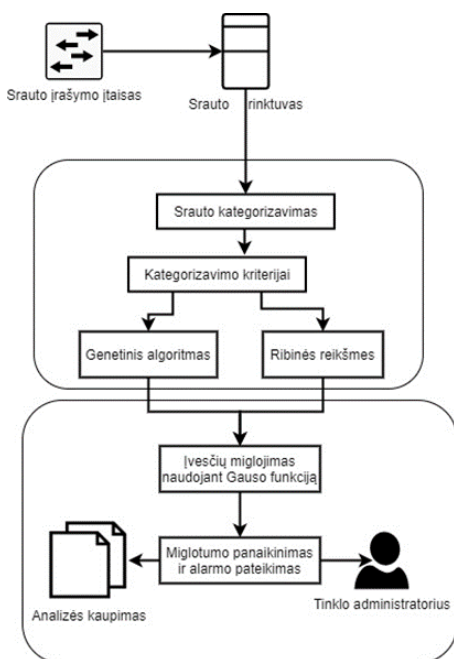 Srauto įrašymo įtaisas
Srauto rinktuvas
Srauto kategorizavimas
Kategorizavimo kriterijai
Genetinis algoritmas
Ribinės reikšmes
Įvesčių miglojimas
naudojant Gauso funkciją
Miglotumo panaikinimas
ir alarmo pateikimas
Analizės kaupimas
Tinklo administratorius